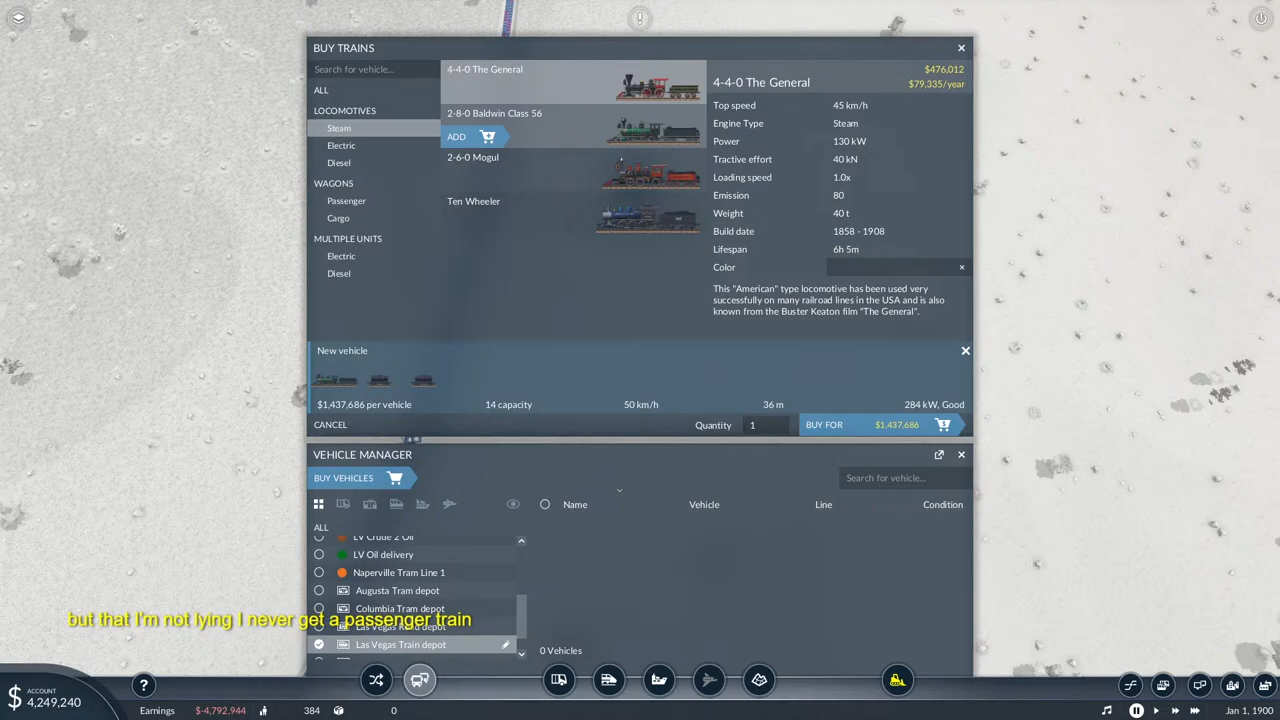 BUY TRAINS
Search for vehicle...
ALL
LOCOMOTIVES
Steam
Electric
Diesel
WAGONS
Passenger
Cargo
MULTIPLE UNITS
Electric
Diesel
4-4-0 The General
2-8-0 Baldwin Class 56
ADD
2-6-0 Mogul
Ten Wheeler
$476,012
4-4-0 The General
$79,335/year
Top speed 45 km/h
Engine Type Steam
Power 130 kW
Tractive effort 40 kN
Loading speed 1.0x
Emission 80
Weight 40 t
Build date 1858 - 1908
Lifespan 6h 5m
Color
This "American" type locomotive has been used very
successfully on many railroad lines in the USA and is also
known from the Buster Keaton film "The General".
New vehicle
$1,437,686 per vehicle 14 capacity 50 km/h 36 m 284 kW, Good
CANCEL Quantity 1 BUY FOR $1,437,686
VEHICLE MANAGER
BUY VEHICLES Search for vehicle...
Name Vehicle Line Condition
ALL
LV Crude 2 Oil
LV Oil delivery
Naperville Tram Line 1
Augusta Tram depot
Columbia Tram depot
but that I'm not lying I never get a passenger train
Las Vegas Road depot
Las Vegas Train depot
0 Vehicles
$ ACCOUNT
4,249,240
?
Earnings $-4,792,944 384 0 Jan 1, 1900